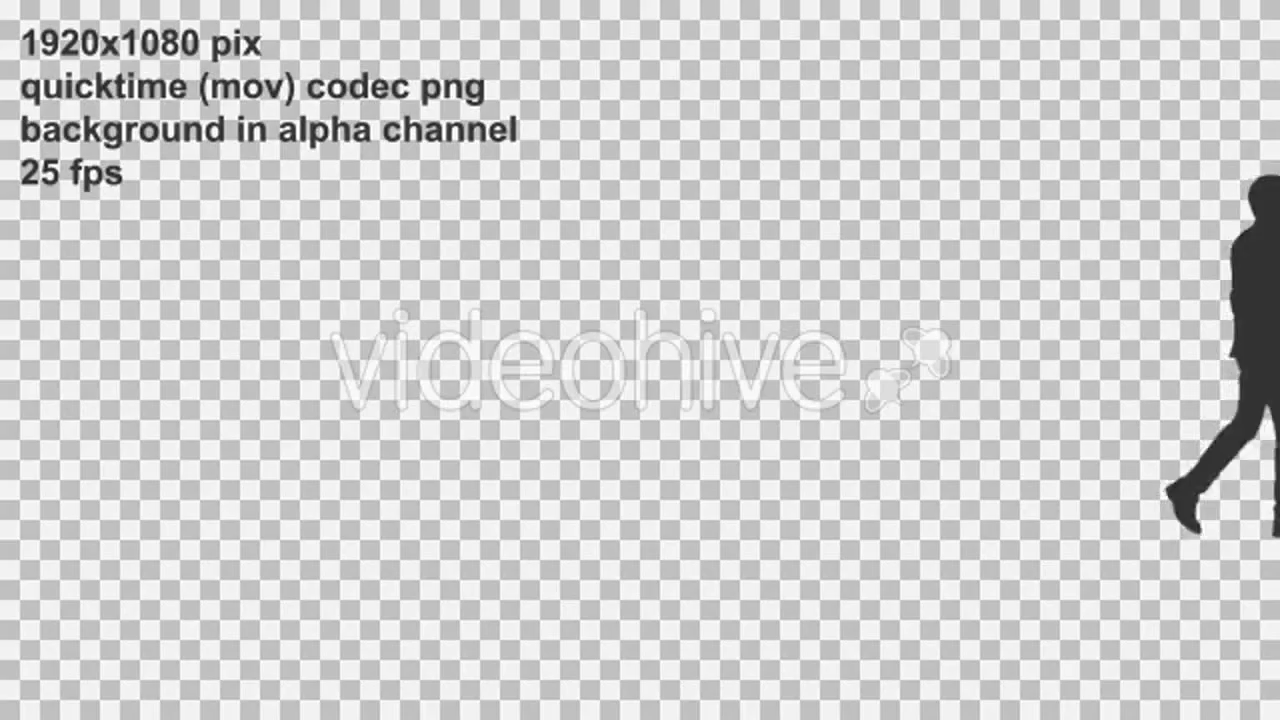 1920x1080 pix
quicktime (mov) codec png
background in alpha channel
25 fps
videohive